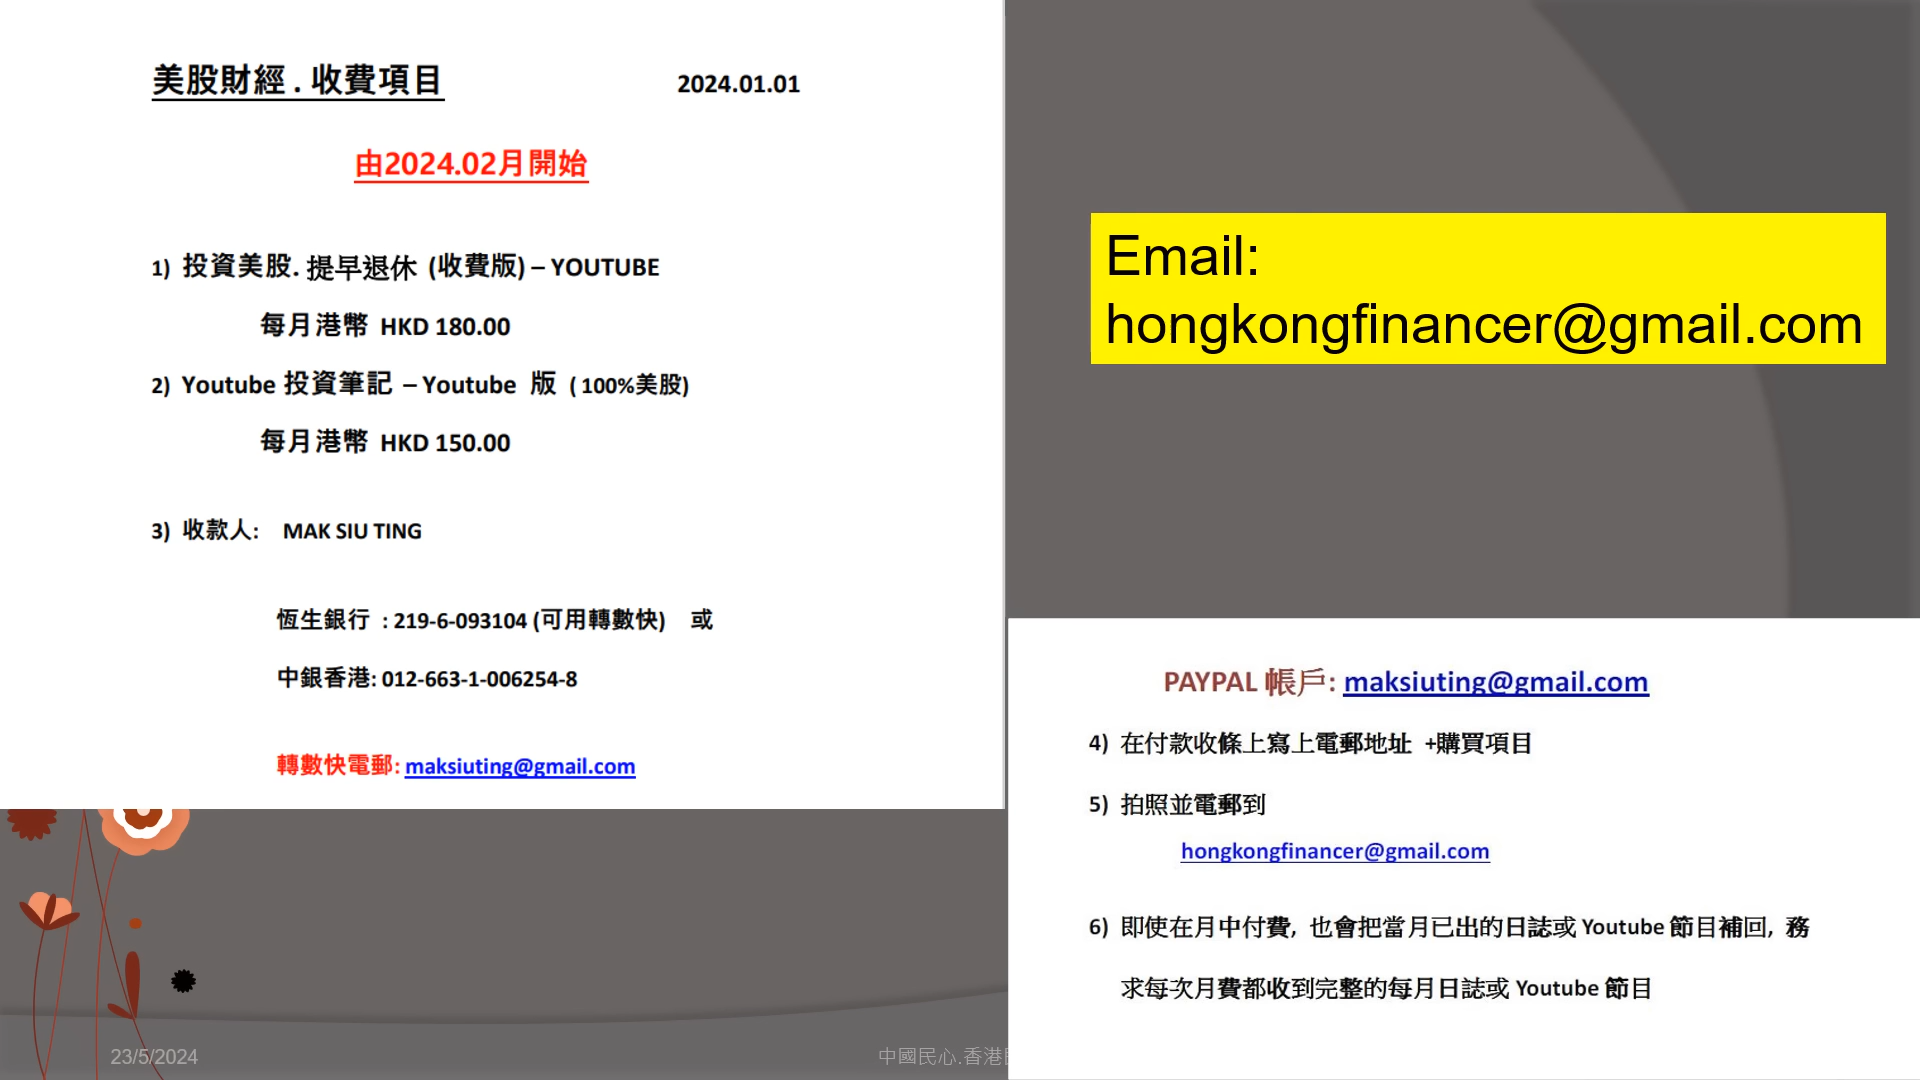 美股財經 . 收費項目 2024.01.01
由2024.02月開始
1) 投資美股. 提早退休 (收費版) – YOUTUBE
每月港幣 HKD 180.00
2) Youtube 投資筆記 – Youtube 版 ( 100%美股)
每月港幣 HKD 150.00
3) 收款人: MAK SIU TING
恆生銀行 : 219-6-093104 (可用轉數快) 或
中銀香港: 012-663-1-006254-8
轉數快電郵: maksiuting@gmail.com
Email:
hongkongfinancer@gmail.com
PAYPAL 帳戶: maksiuting@gmail.com
4) 在付款收條上寫上電郵地址 +購買項目
5) 拍照並電郵到
hongkongfinancer@gmail.com
6) 即使在月中付費, 也會把當月已出的日誌或 Youtube 節目補回, 務
求每次月費都收到完整的每月日誌或 Youtube 節目
23/5/2024
中國民心.香港